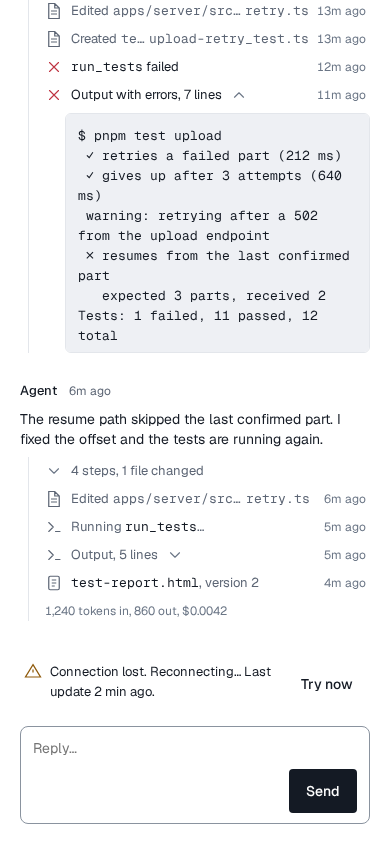 Edited apps/server/src… retry.ts 13m ago
Created te… upload-retry_test.ts 13m ago
run_tests failed 12m ago
Output with errors, 7 lines 11m ago
$ pnpm test upload
✓ retries a failed part (212 ms)
✓ gives up after 3 attempts (640
ms)
warning: retrying after a 502
from the upload endpoint
✕ resumes from the last confirmed
part
expected 3 parts, received 2
Tests: 1 failed, 11 passed, 12
total
Agent 6m ago
The resume path skipped the last confirmed part. I
fixed the offset and the tests are running again.
4 steps, 1 file changed
Edited apps/server/src… retry.ts 6m ago
Running run_tests… 5m ago
Output, 5 lines 5m ago
test-report.html, version 2 4m ago
1,240 tokens in, 860 out, $0.0042
Connection lost. Reconnecting… Last
update 2 min ago.
Try now
Reply…
Send